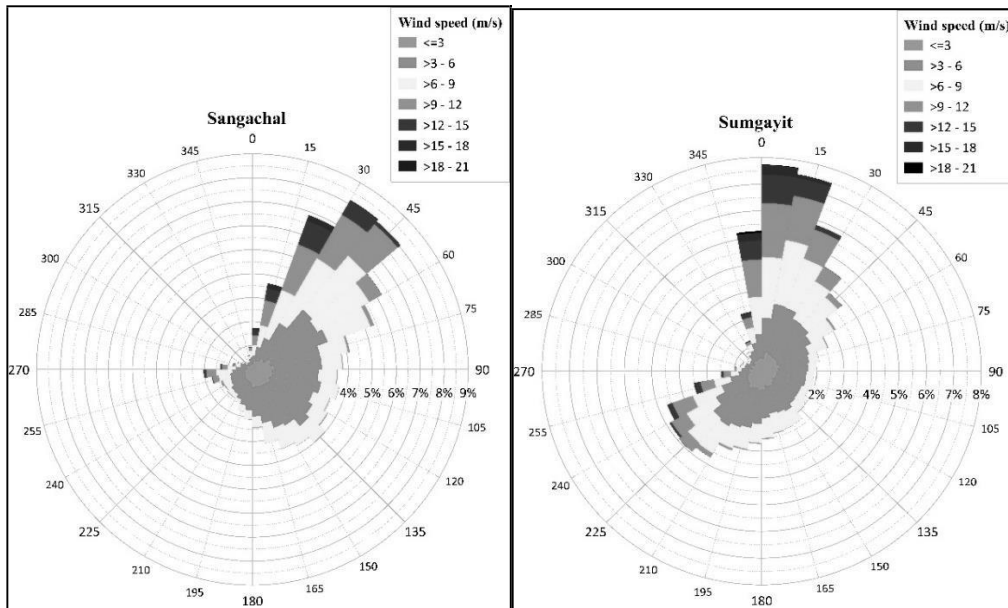 Wind speed (m/s)
<=3
>3 - 6
>6 - 9
>9 - 12
>12 - 15
>15 - 18
>18 - 21
Sangachal
0
15
30
45
60
75
90
105
120
135
150
165
180
195
210
225
240
255
270
285
300
315
330
345
4% 5% 6% 7% 8% 9%
Wind speed (m/s)
<=3
>3 - 6
>6 - 9
>9 - 12
>12 - 15
>15 - 18
>18 - 21
Sumgayit
0
15
30
45
60
75
90
105
120
135
150
165
180
195
210
225
240
255
270
285
300
315
330
345
2% 3% 4% 5% 6% 7% 8%